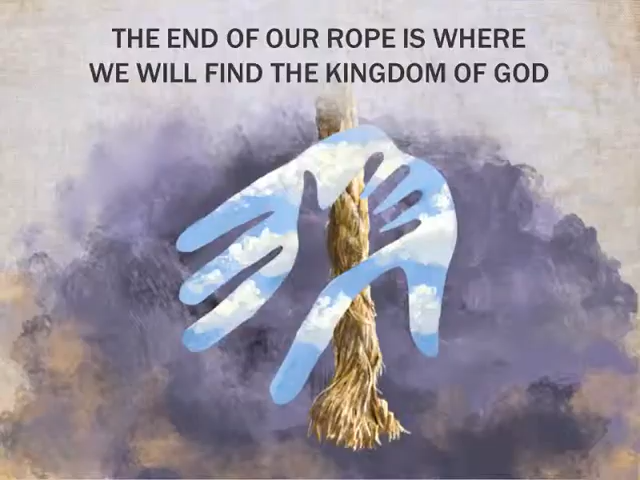 THE END OF OUR ROPE IS WHERE
WE WILL FIND THE KINGDOM OF GOD